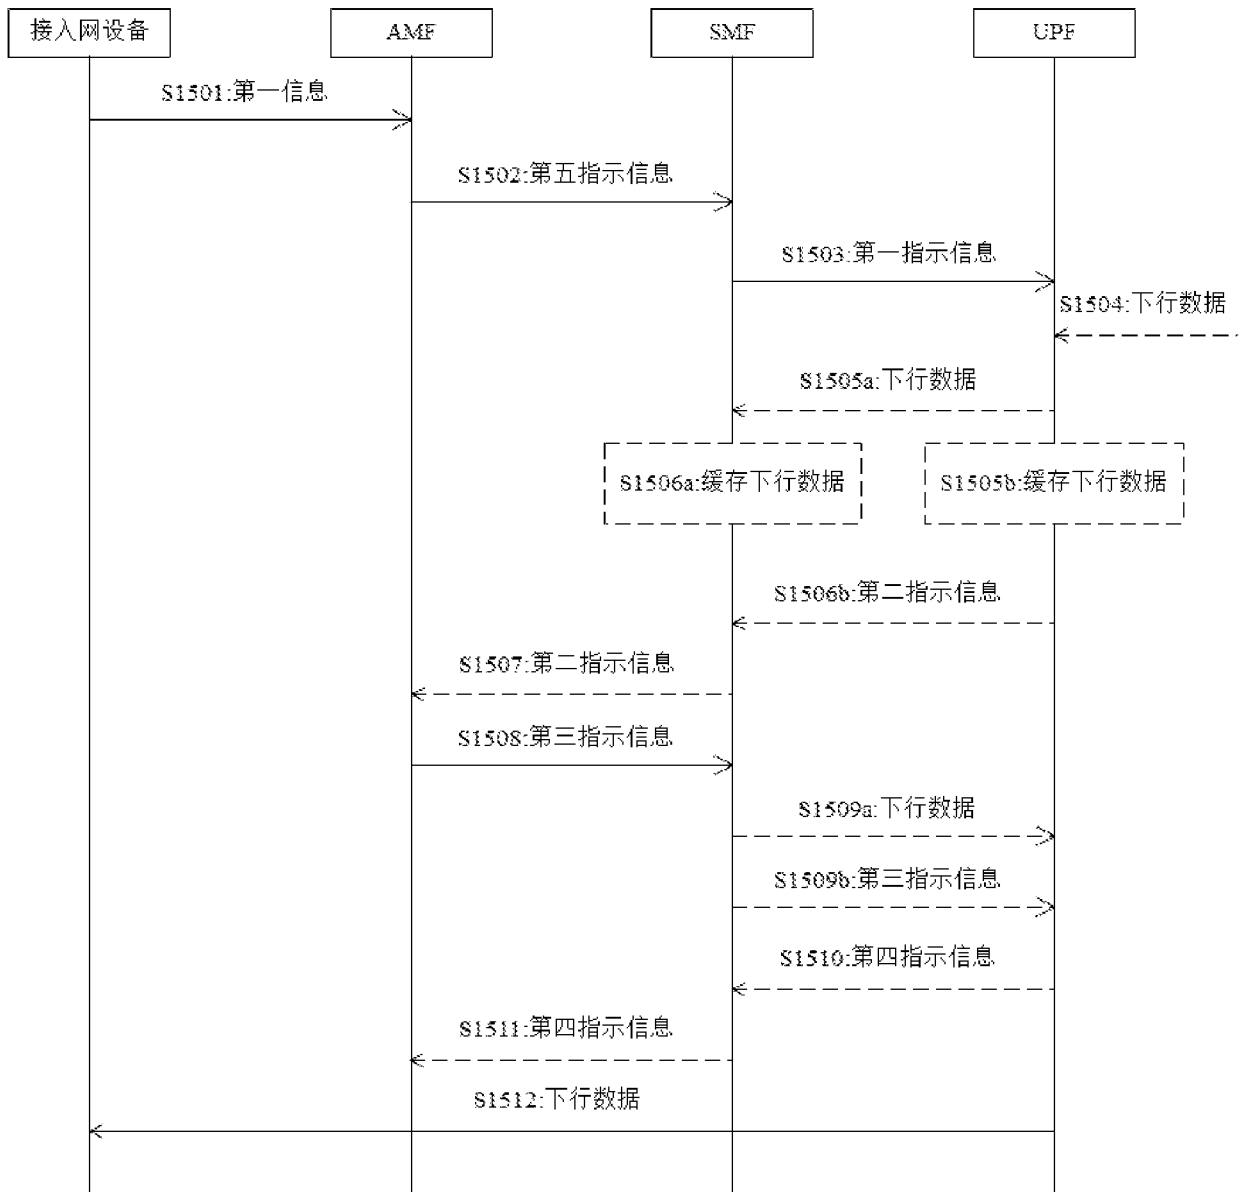 接入网设备
AMF
SMF
UPF
S1501:第一信息
S1502:第五指示信息
S1503:第一指示信息
S1504:下行数据
S1505a:下行数据
S1506a:缓存下行数据
S1505b:缓存下行数据
S1506b:第二指示信息
S1507:第二指示信息
S1508:第三指示信息
S1509a:下行数据
S1509b:第三指示信息
S1510:第四指示信息
S1511:第四指示信息
S1512:下行数据